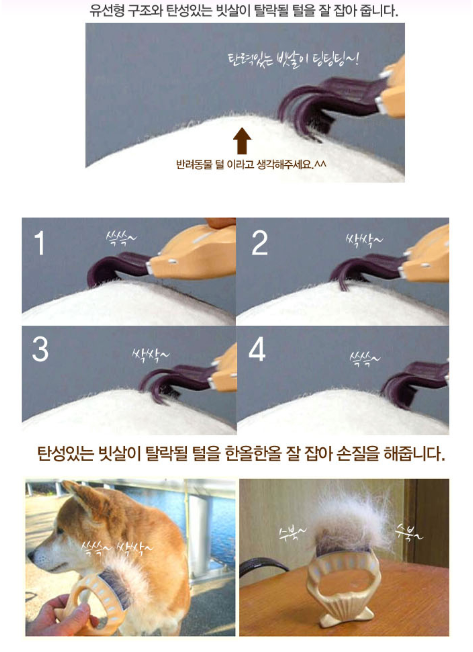 유선형 구조와 탄성있는 빗살이 탈락될 털을 잘 잡아 줍니다.
탄력있는 빗살이 팅팅팅~!
반려동물 털 이라고 생각해주세요.^^
1 쓱쓱~
2 싹싹~
3 싹싹~
4 쓱쓱~
탄성있는 빗살이 탈락될 털을 한올한올 잘 잡아 손질을 해줍니다.
쓱쓱~ 싹싹~
수북~ 수북~